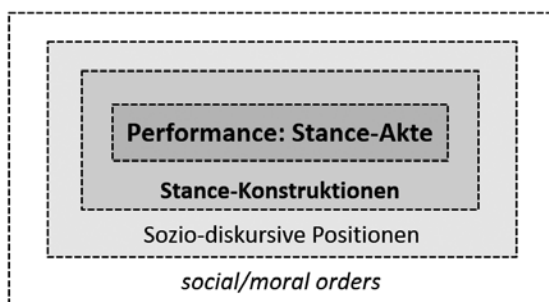 Performance: Stance-Akte
Stance-Konstruktionen
Sozio-diskursive Positionen
social/moral orders